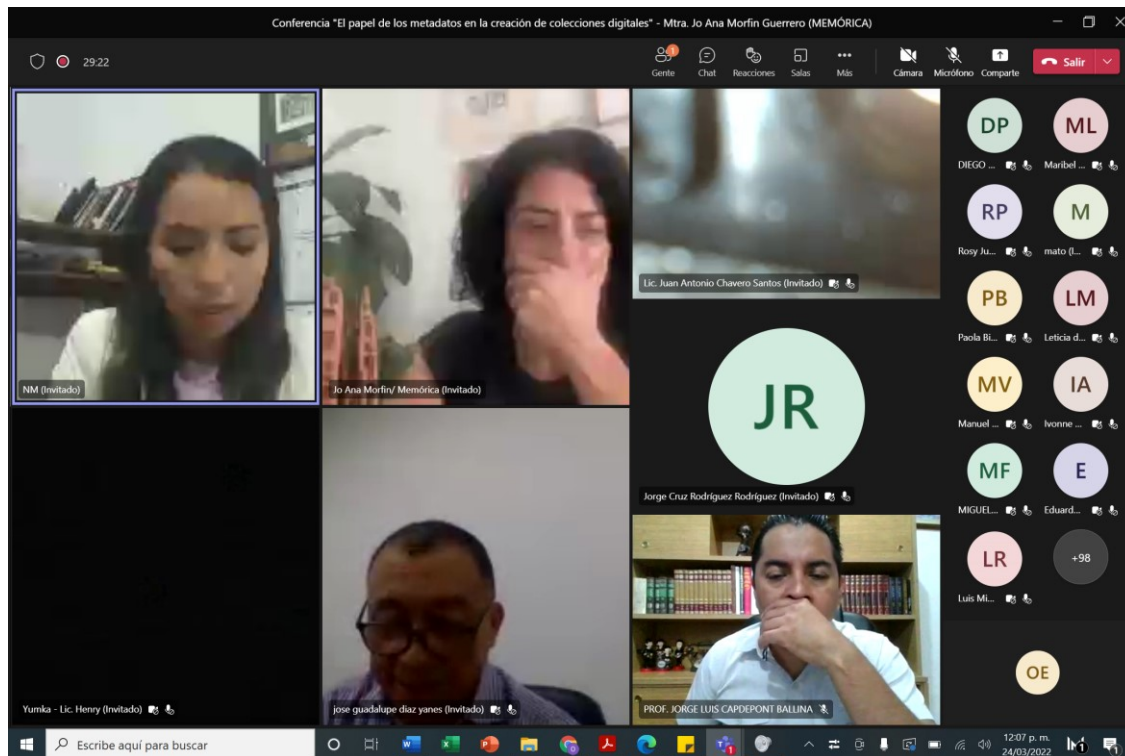 Conferencia "El papel de los metadatos en la creación de colecciones digitales" - Mtra. Jo Ana Morfin Guerrero (MEMÓRICA)
29:22
1
Gente
Chat
Reacciones
Salas
Más
Cámara
Micrófono
Comparte
Salir
NM (Invitado)
Jo Ana Morfin/ Memórica (Invitado)
Lic. Juan Antonio Chavero Santos (Invitado)
JR
Jorge Cruz Rodríguez Rodríguez (Invitado)
Yumka - Lic. Henry (Invitado)
jose guadalupe diaz yanes (Invitado)
PROF. JORGE LUIS CAPDEPONT BALLINA
DP
DIEGO ...
ML
Maribel ...
RP
Rosy Ju...
M
mato (I...
PB
Paola Bi...
LM
Leticia d...
MV
Manuel ...
IA
Ivonne ...
MF
MIGUEL...
E
Eduard...
LR
Luis Mi...
+98
OE
Escribe aquí para buscar
12:07 p. m.
24/03/2022